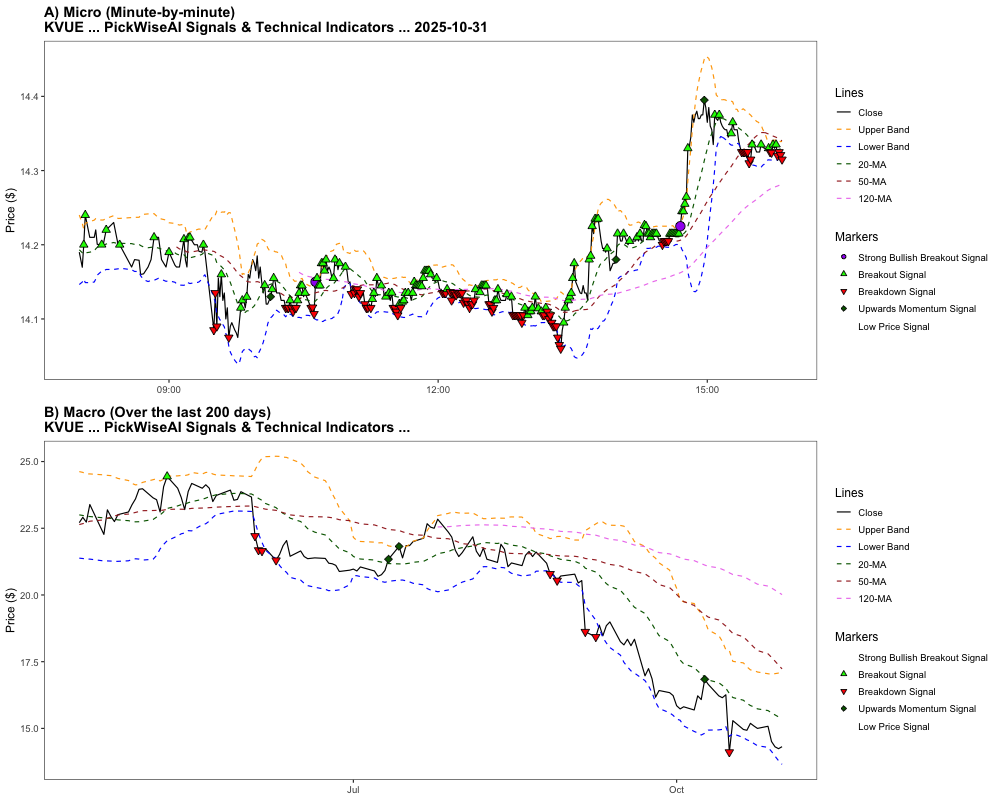 A) Micro (Minute-by-minute)
KVUE ... PickWiseAI Signals & Technical Indicators ... 2025-10-31
Price ($)
14.4
14.3
14.2
14.1
09:00
12:00
15:00
Lines
Close
Upper Band
Lower Band
20-MA
50-MA
120-MA
Markers
Strong Bullish Breakout Signal
Breakout Signal
Breakdown Signal
Upwards Momentum Signal
Low Price Signal
B) Macro (Over the last 200 days)
KVUE ... PickWiseAI Signals & Technical Indicators ...
Price ($)
25.0
22.5
20.0
17.5
15.0
Jul
Oct
Lines
Close
Upper Band
Lower Band
20-MA
50-MA
120-MA
Markers
Strong Bullish Breakout Signal
Breakout Signal
Breakdown Signal
Upwards Momentum Signal
Low Price Signal